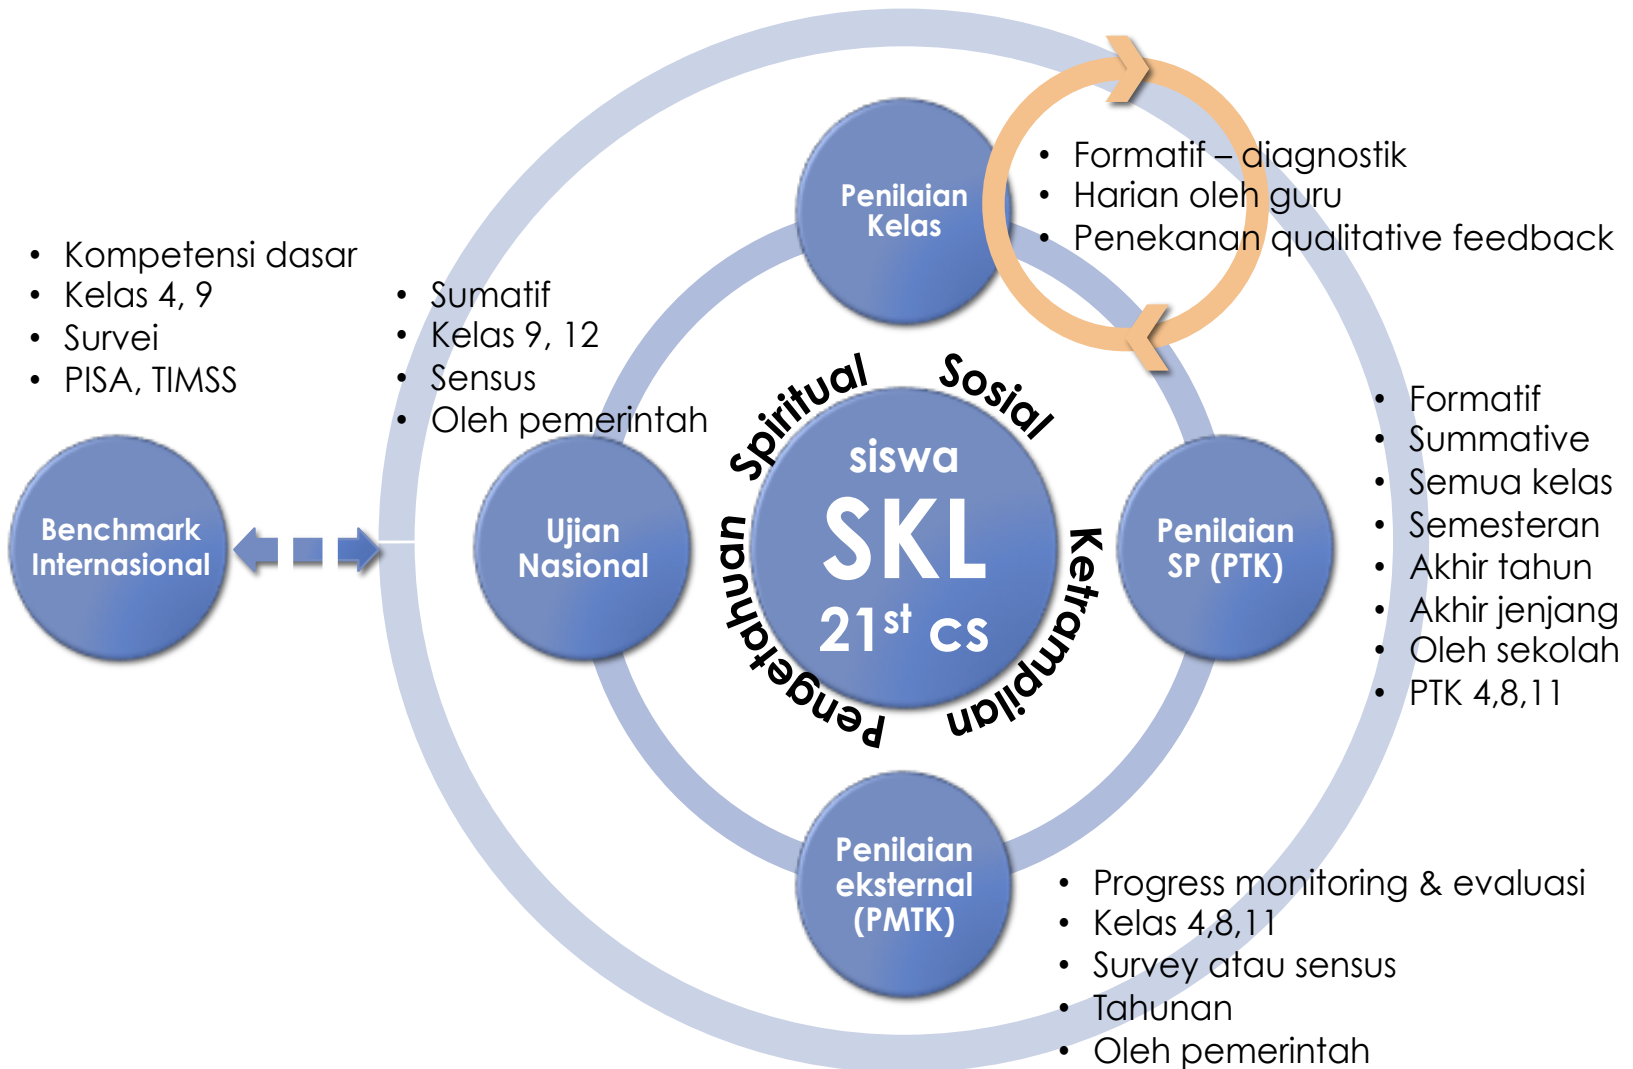 Penilaian
Kelas
• Formatif – diagnostik
• Harian oleh guru
• Penekanan qualitative feedback
• Kompetensi dasar
• Kelas 4, 9
• Survei
• PISA, TIMSS
• Sumatif
• Kelas 9, 12
• Sensus
• Oleh pemerintah
Benchmark
Internasional
Ujian
Nasional
Spiritual
Sosial
Pengetahuan
Ketrampilan
siswa
SKL
21st cs
Penilaian
SP (PTK)
• Formatif
• Summative
• Semua kelas
• Semesteran
• Akhir tahun
• Akhir jenjang
• Oleh sekolah
• PTK 4,8,11
Penilaian
eksternal
(PMTK)
• Progress monitoring & evaluasi
• Kelas 4,8,11
• Survey atau sensus
• Tahunan
• Oleh pemerintah